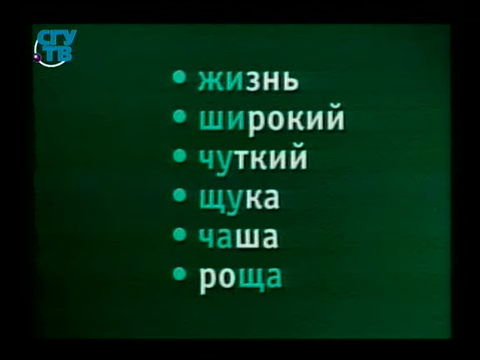 СГУ
ТВ
• жизнь
• широкий
• чуткий
• щука
• чаша
• роща